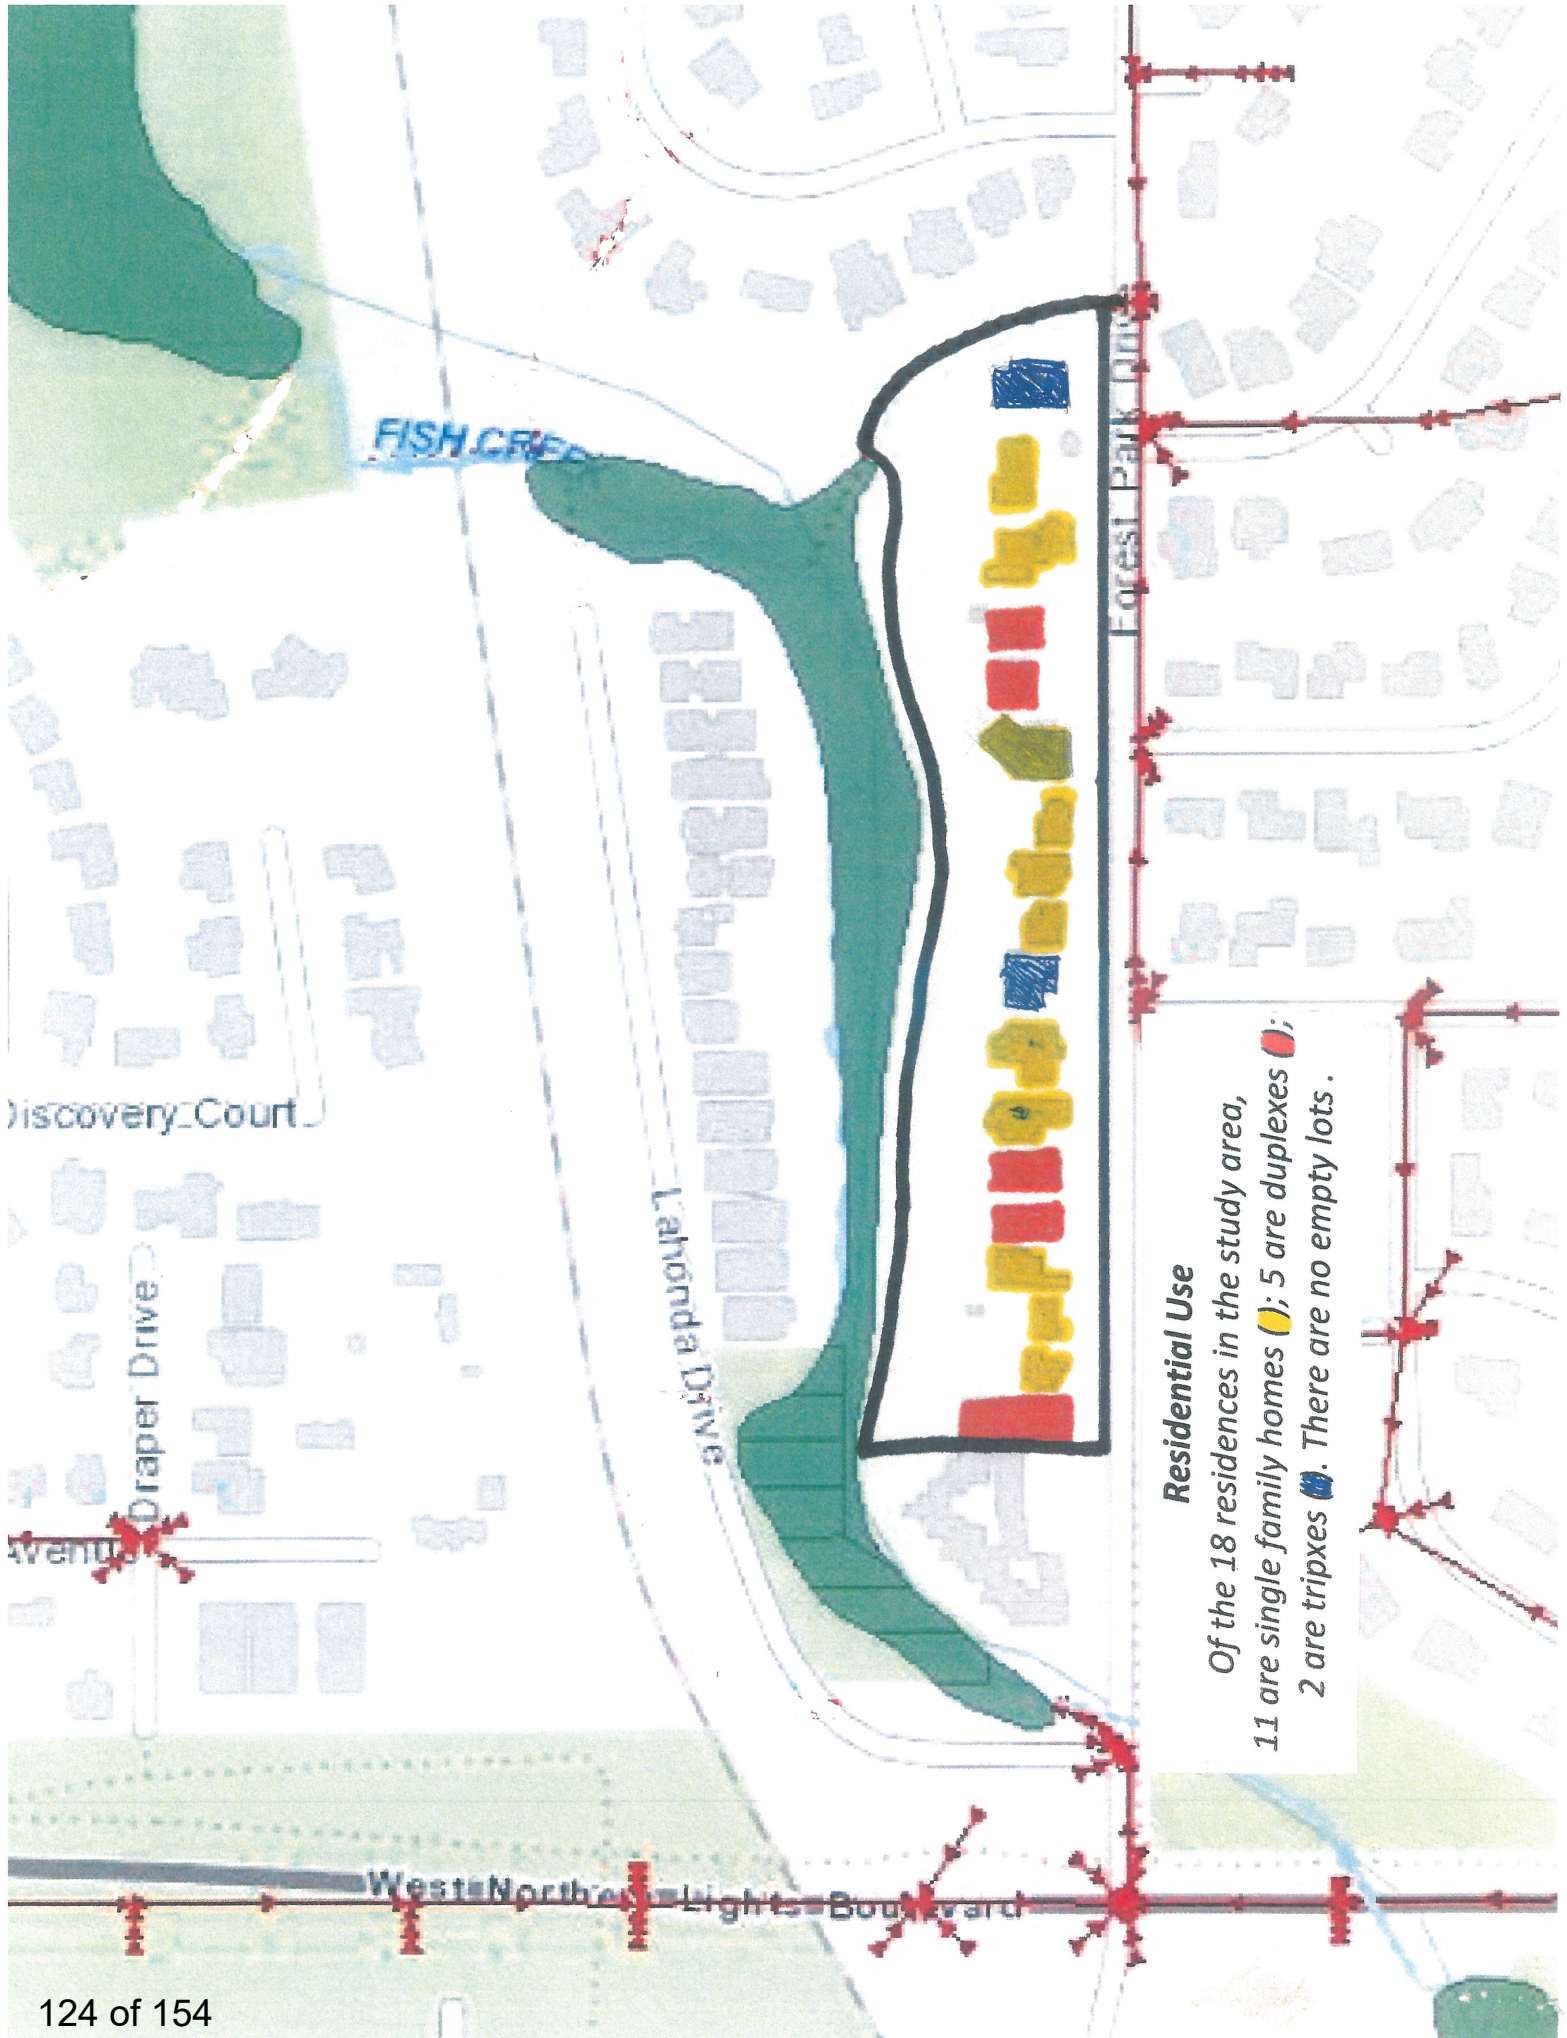 FISH CREE
Forest Park Drive
Discovery Court
Lahonda Drive
Draper Drive
Avenue
West Northern Lights Boulevard
Residential Use
Of the 18 residences in the study area,
11 are single family homes (); 5 are duplexes ();
2 are tripxes (). There are no empty lots .
124 of 154